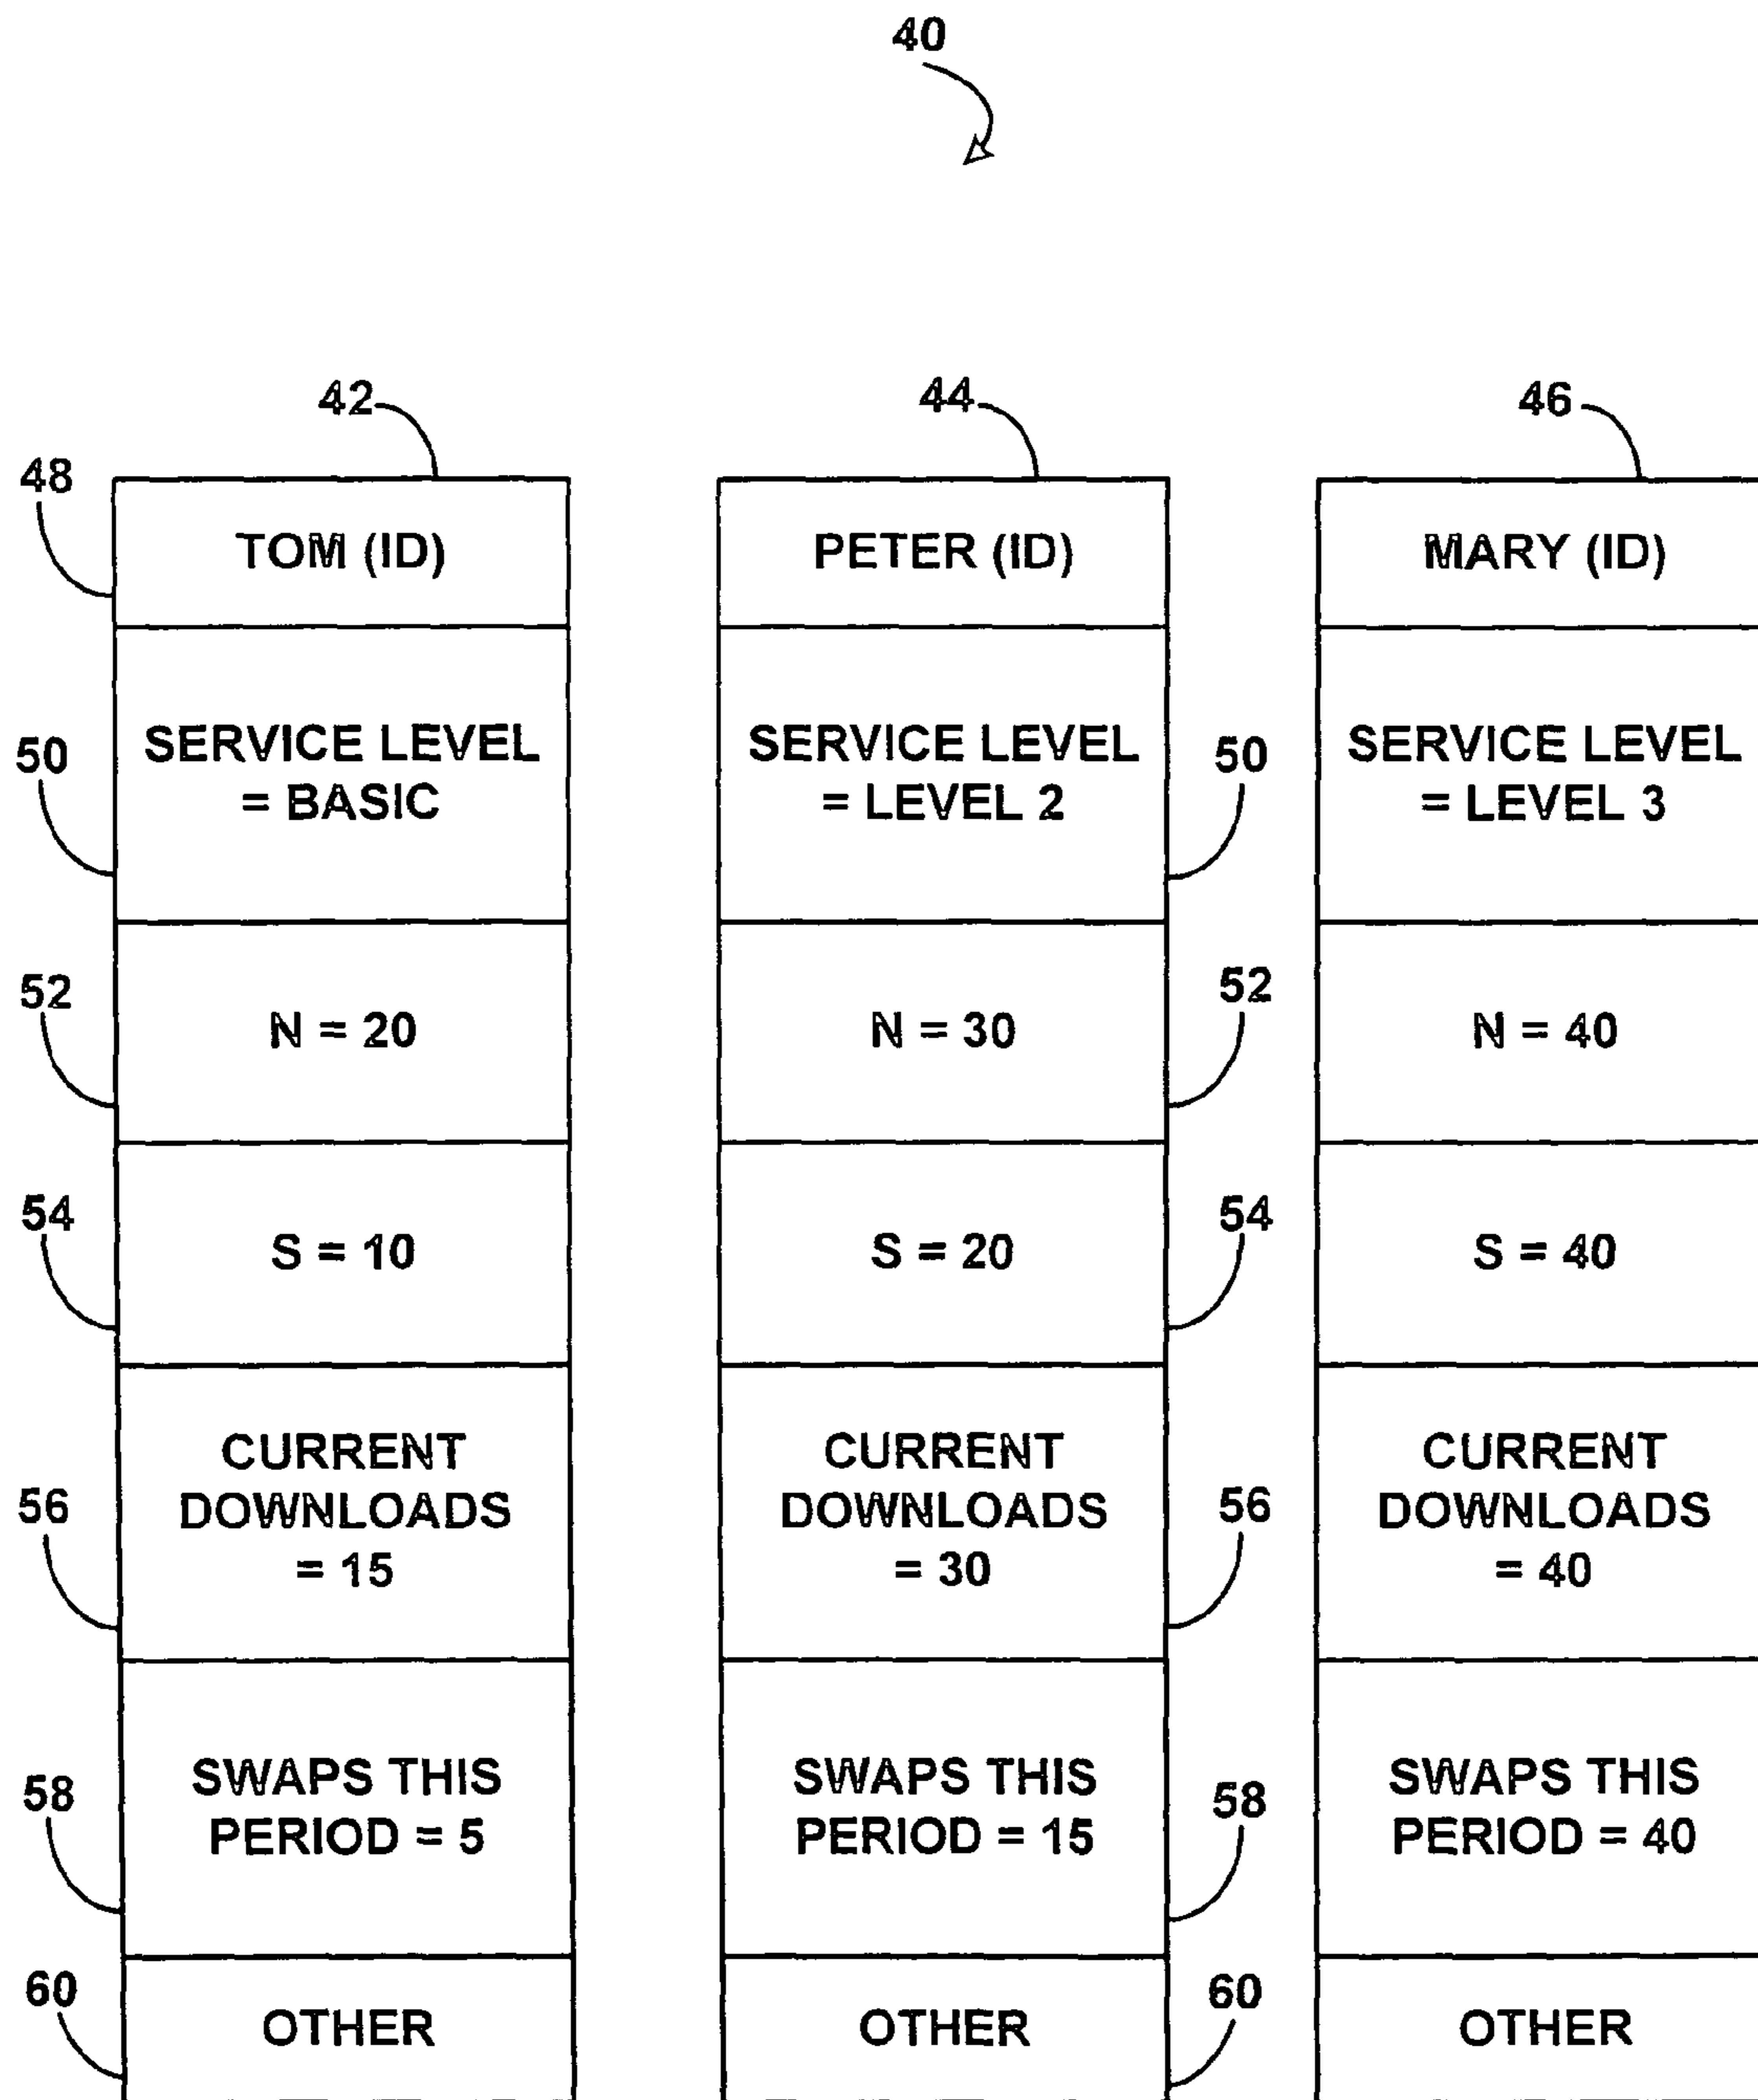 40
42
44
46
48
TOM (ID)
PETER (ID)
MARY (ID)
50
SERVICE LEVEL
= BASIC
SERVICE LEVEL
= LEVEL 2
50
SERVICE LEVEL
= LEVEL 3
52
N = 20
N = 30
52
N = 40
54
S = 10
S = 20
54
S = 40
56
CURRENT
DOWNLOADS
= 15
CURRENT
DOWNLOADS
= 30
56
CURRENT
DOWNLOADS
= 40
58
SWAPS THIS
PERIOD = 5
SWAPS THIS
PERIOD = 15
58
SWAPS THIS
PERIOD = 40
60
OTHER
OTHER
60
OTHER